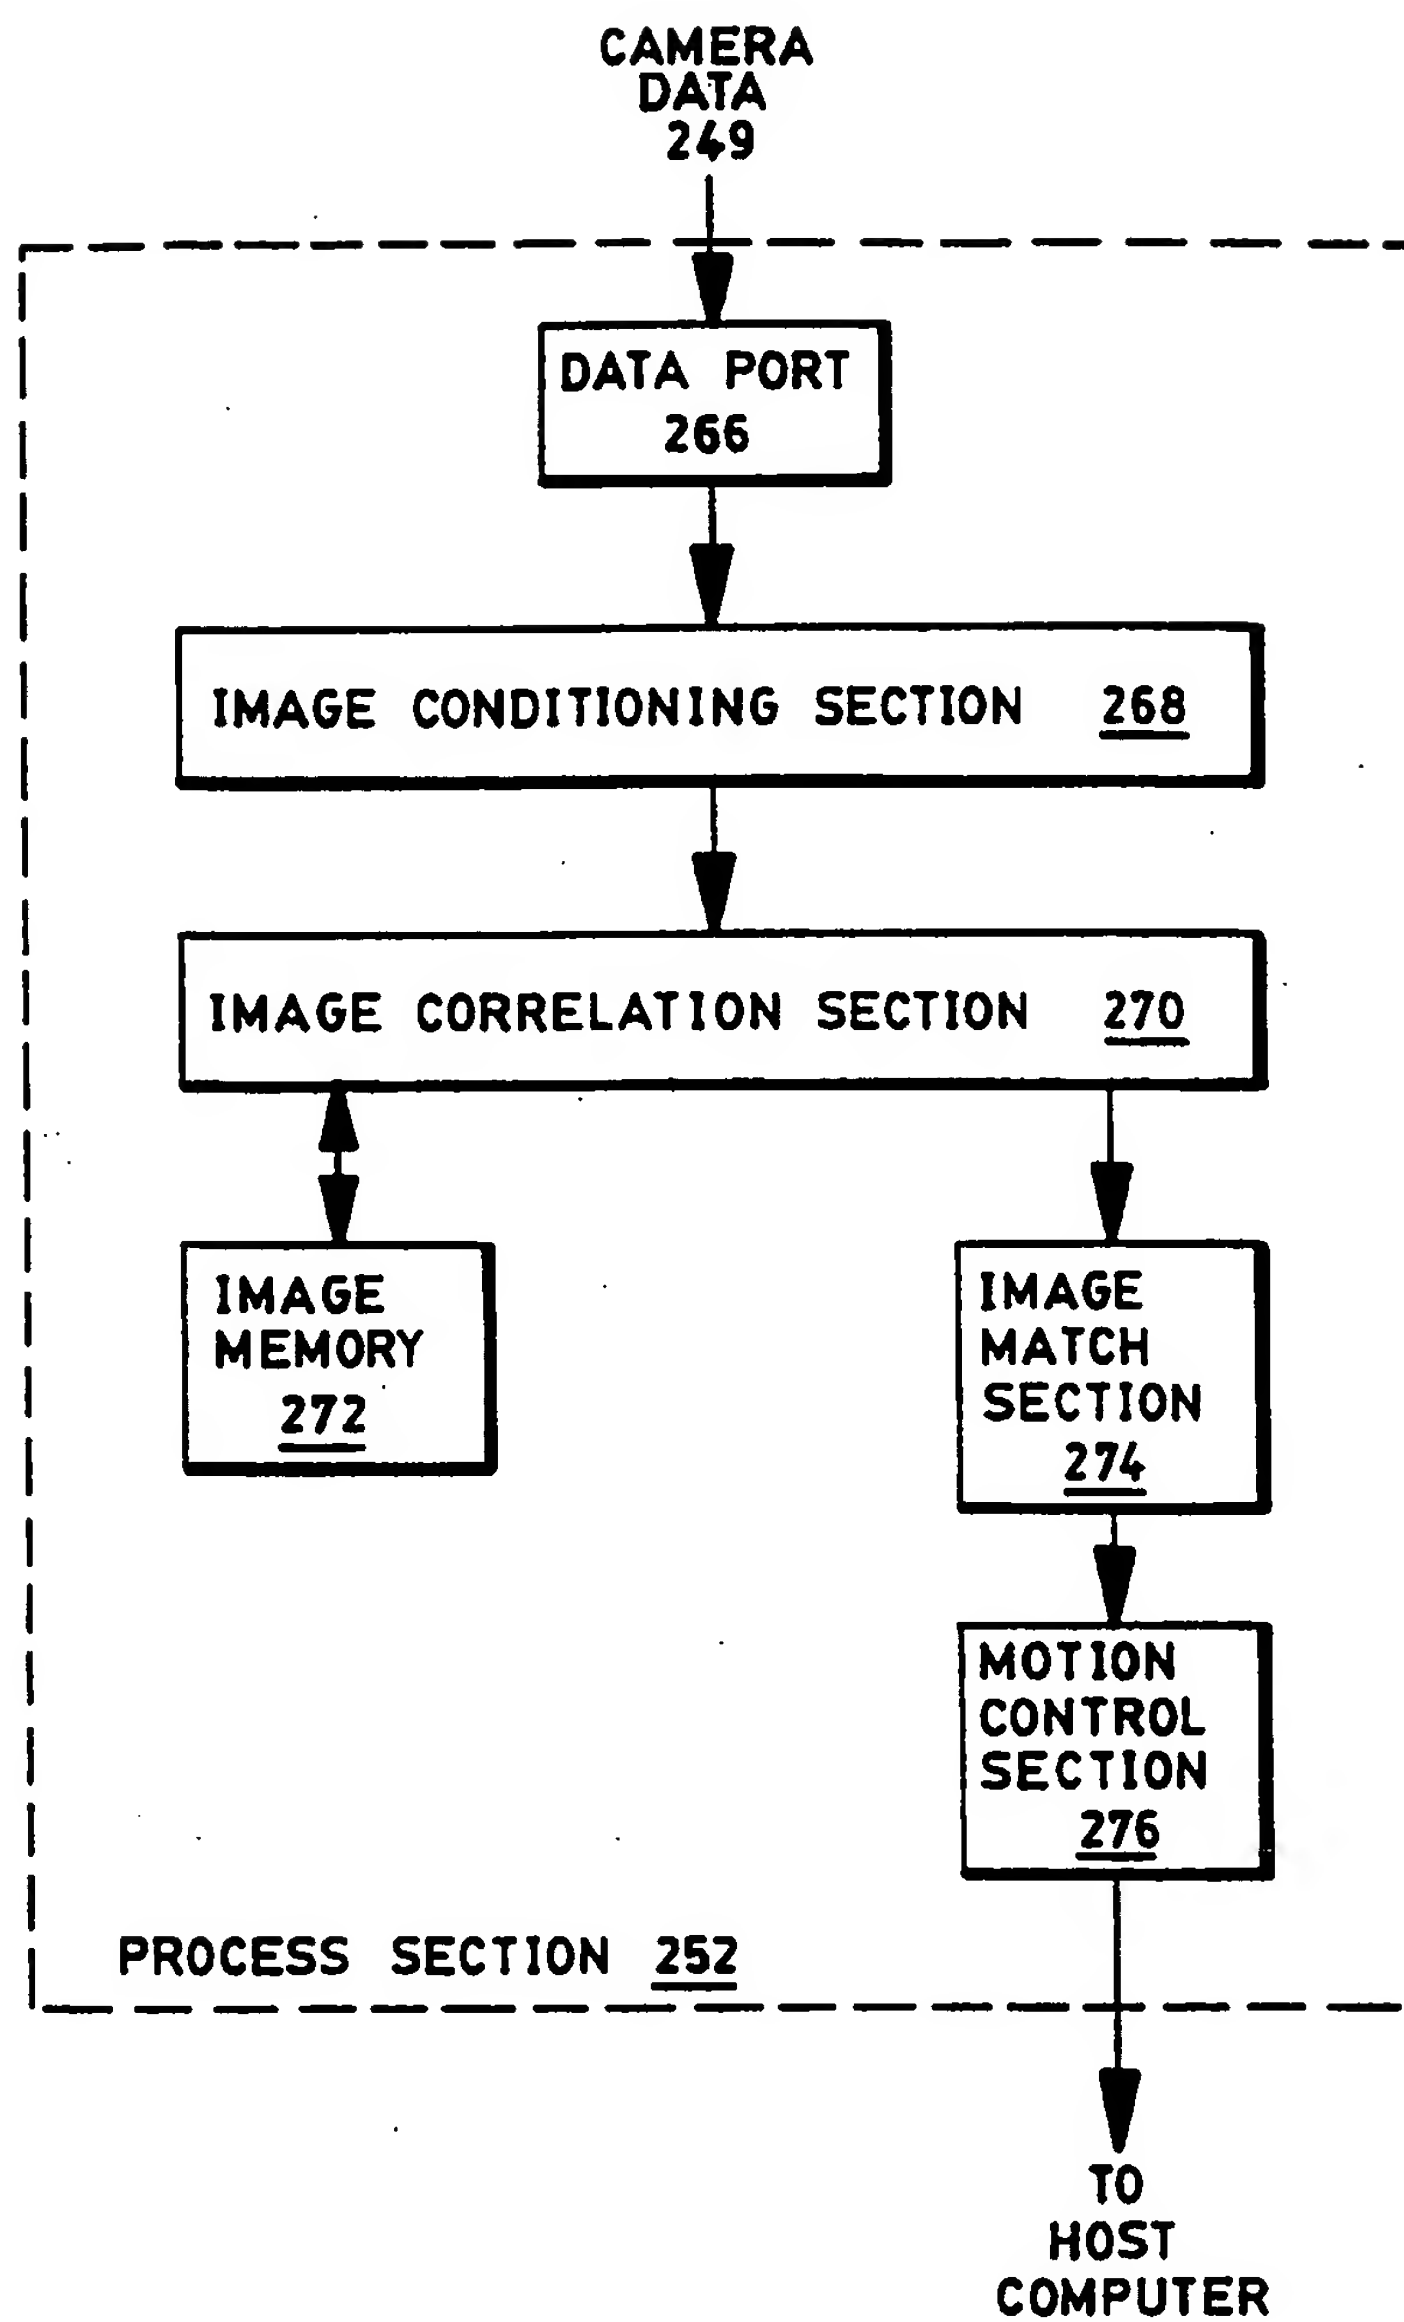 CAMERA
DATA
249
DATA PORT
266
IMAGE CONDITIONING SECTION 268
IMAGE CORRELATION SECTION 270
IMAGE
MEMORY
272
IMAGE
MATCH
SECTION
274
MOTION
CONTROL
SECTION
276
PROCESS SECTION 252
TO
HOST
COMPUTER